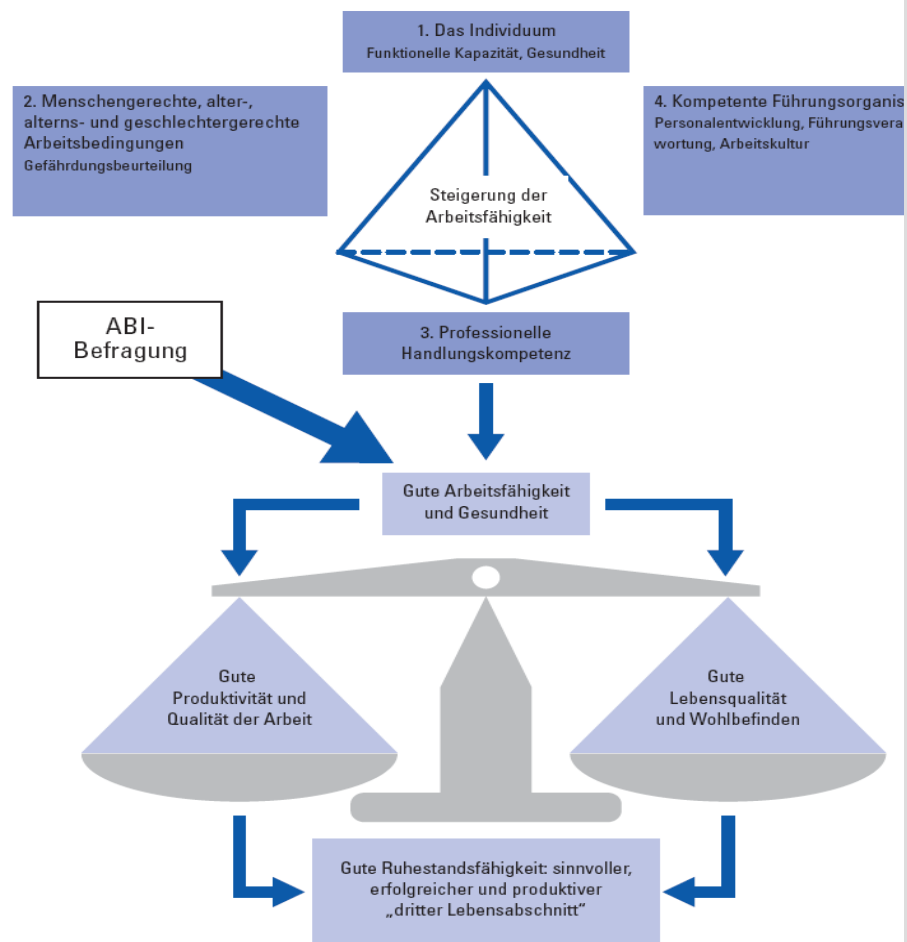 1. Das Individuum
Funktionelle Kapazität, Gesundheit
2. Menschengerechte, alter-,
alterns- und geschlechtergerechte
Arbeitsbedingungen
Gefährdungsbeurteilung
4. Kompetente Führungsorganis
Personalentwicklung, Führungsvera
wortung, Arbeitskultur
Steigerung der
Arbeitsfähigkeit
ABI-
Befragung
3. Professionelle
Handlungskompetenz
Gute Arbeitsfähigkeit
und Gesundheit
Gute
Produktivität und
Qualität der Arbeit
Gute
Lebensqualität
und Wohlbefinden
Gute Ruhestandsfähigkeit: sinnvoller,
erfolgreicher und produktiver
„dritter Lebensabschnitt“